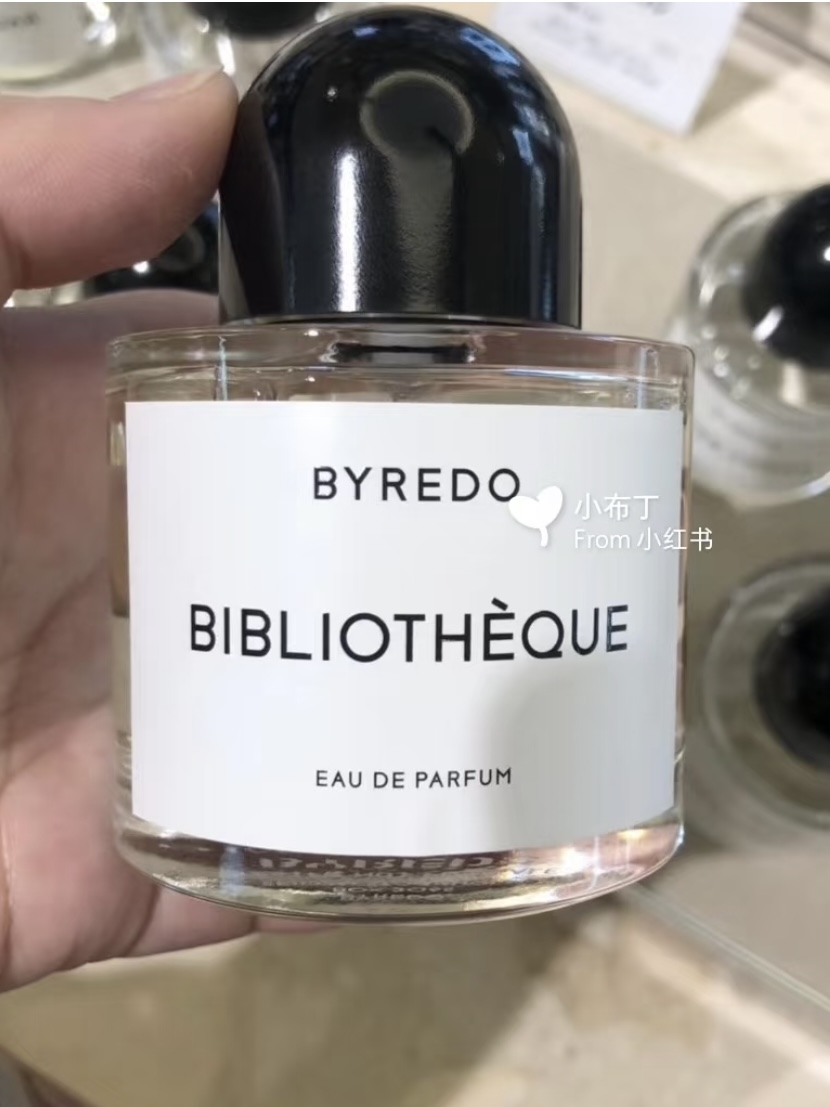 BYREDO
小布丁
From 小红书
BIBLIOTHÈQUE
EAU DE PARFUM